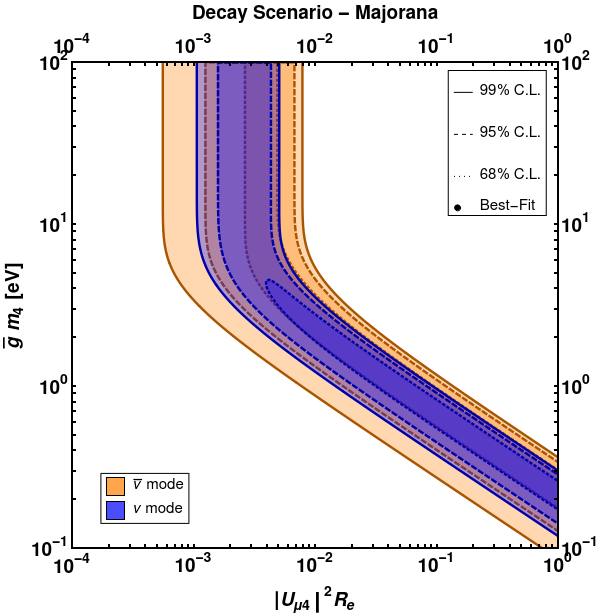 Decay Scenario – Majorana
10⁻⁴ 10⁻³ 10⁻² 10⁻¹ 10⁰
10² 10²
99% C.L.
95% C.L.
68% C.L.
Best–Fit
10¹ 10¹
g̅ m₄ [eV]
10⁰ 10⁰
ν̅ mode
ν mode
10⁻¹ 10⁻¹
10⁻⁴ 10⁻³ 10⁻² 10⁻¹ 10⁰
|U_μ4|² R_e